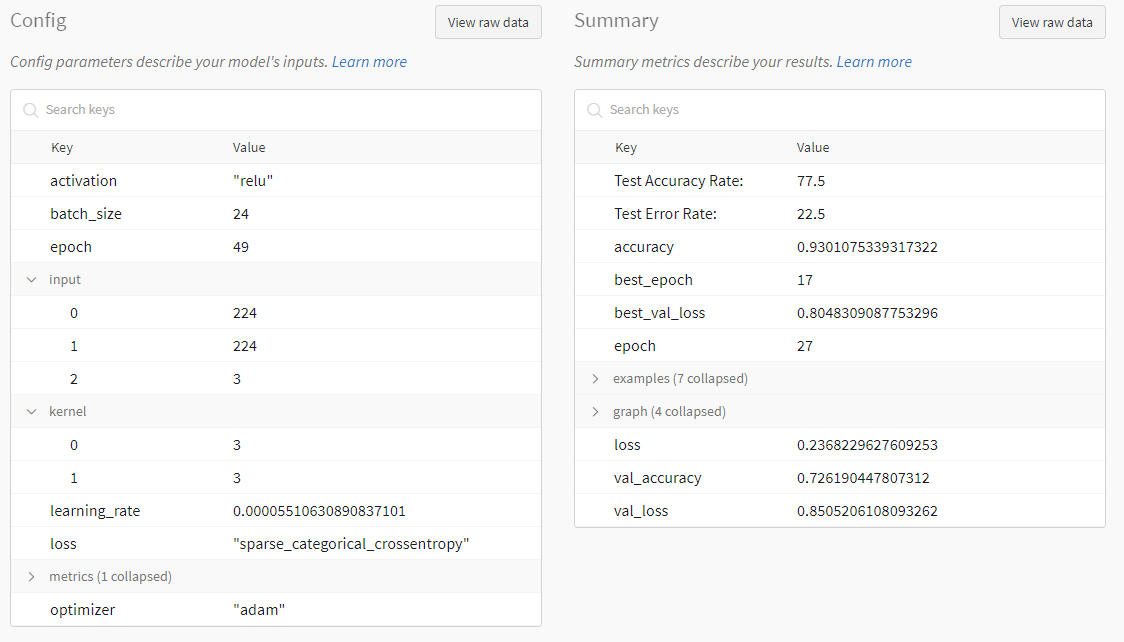 Config
View raw data
Config parameters describe your model's inputs. Learn more
Search keys
Key Value
activation "relu"
batch_size 24
epoch 49
input
0 224
1 224
2 3
kernel
0 3
1 3
learning_rate 0.00005510630890837101
loss "sparse_categorical_crossentropy"
metrics (1 collapsed)
optimizer "adam"
Summary
View raw data
Summary metrics describe your results. Learn more
Search keys
Key Value
Test Accuracy Rate: 77.5
Test Error Rate: 22.5
accuracy 0.9301075339317322
best_epoch 17
best_val_loss 0.8048309087753296
epoch 27
examples (7 collapsed)
graph (4 collapsed)
loss 0.2368229627609253
val_accuracy 0.726190447807312
val_loss 0.8505206108093262